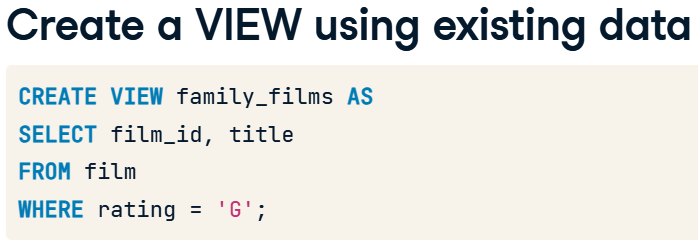 Create a VIEW using existing data
CREATE VIEW family_films AS
SELECT film_id, title
FROM film
WHERE rating = 'G';